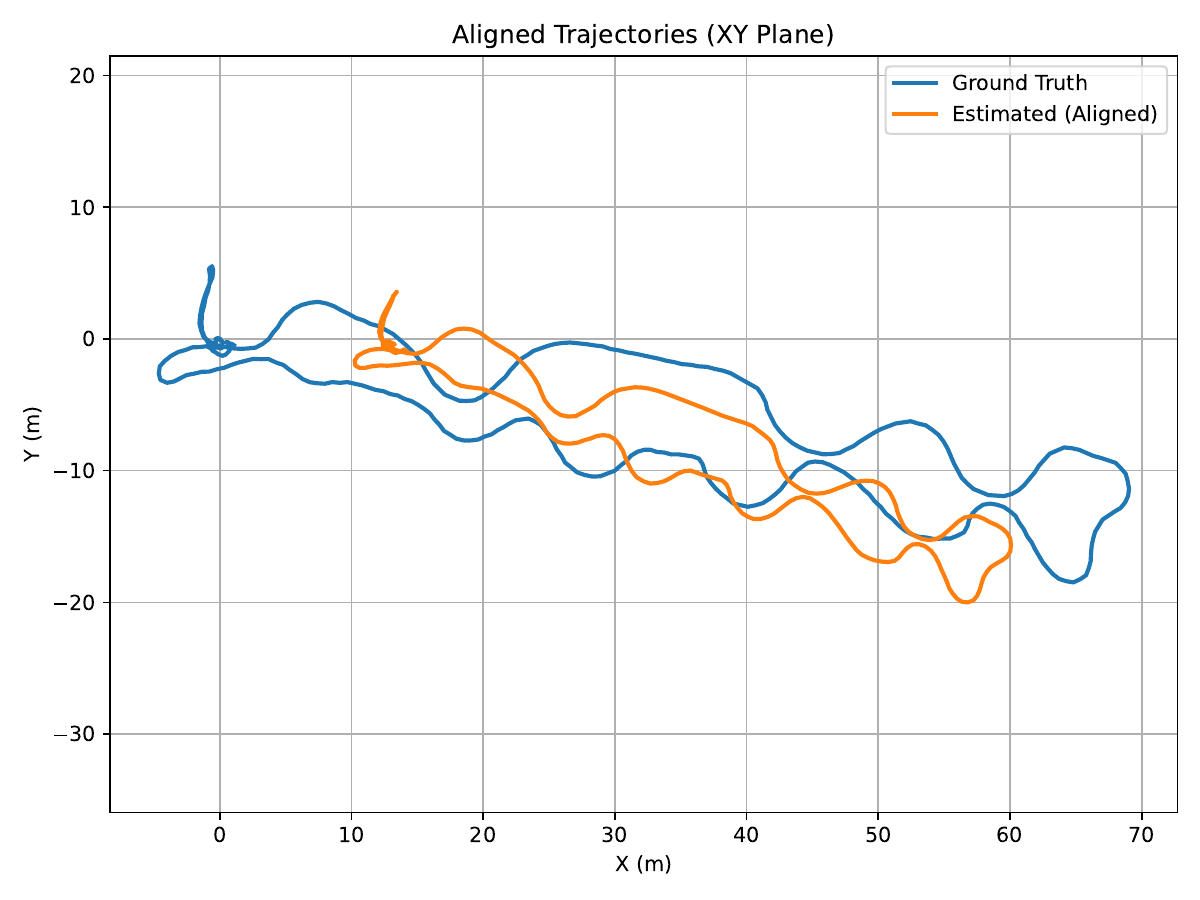 Aligned Trajectories (XY Plane)
Ground Truth
Estimated (Aligned)
20
10
0
−10
−20
−30
Y (m)
0 10 20 30 40 50 60 70
X (m)